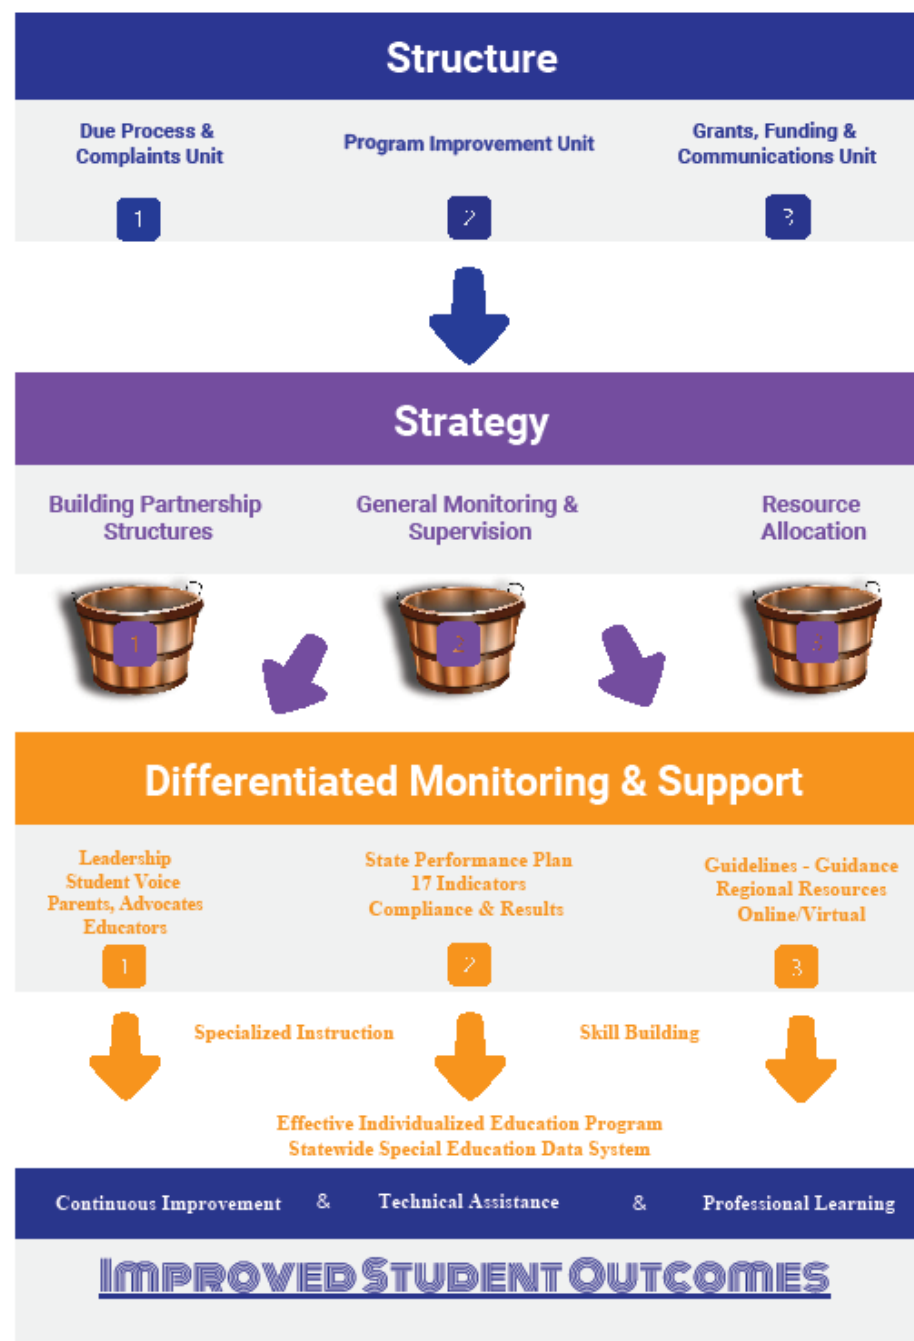 Structure
Due Process &
Complaints Unit
Program Improvement Unit
Grants, Funding &
Communications Unit
1
2
3
Strategy
Building Partnership
Structures
General Monitoring &
Supervision
Resource
Allocation
1
2
3
Differentiated Monitoring & Support
Leadership
Student Voice
Parents, Advocates
Educators
State Performance Plan
17 Indicators
Compliance & Results
Guidelines - Guidance
Regional Resources
Online/Virtual
1
2
3
Specialized Instruction
Skill Building
Effective Individualized Education Program
Statewide Special Education Data System
Continuous Improvement & Technical Assistance & Professional Learning
Improved Student Outcomes